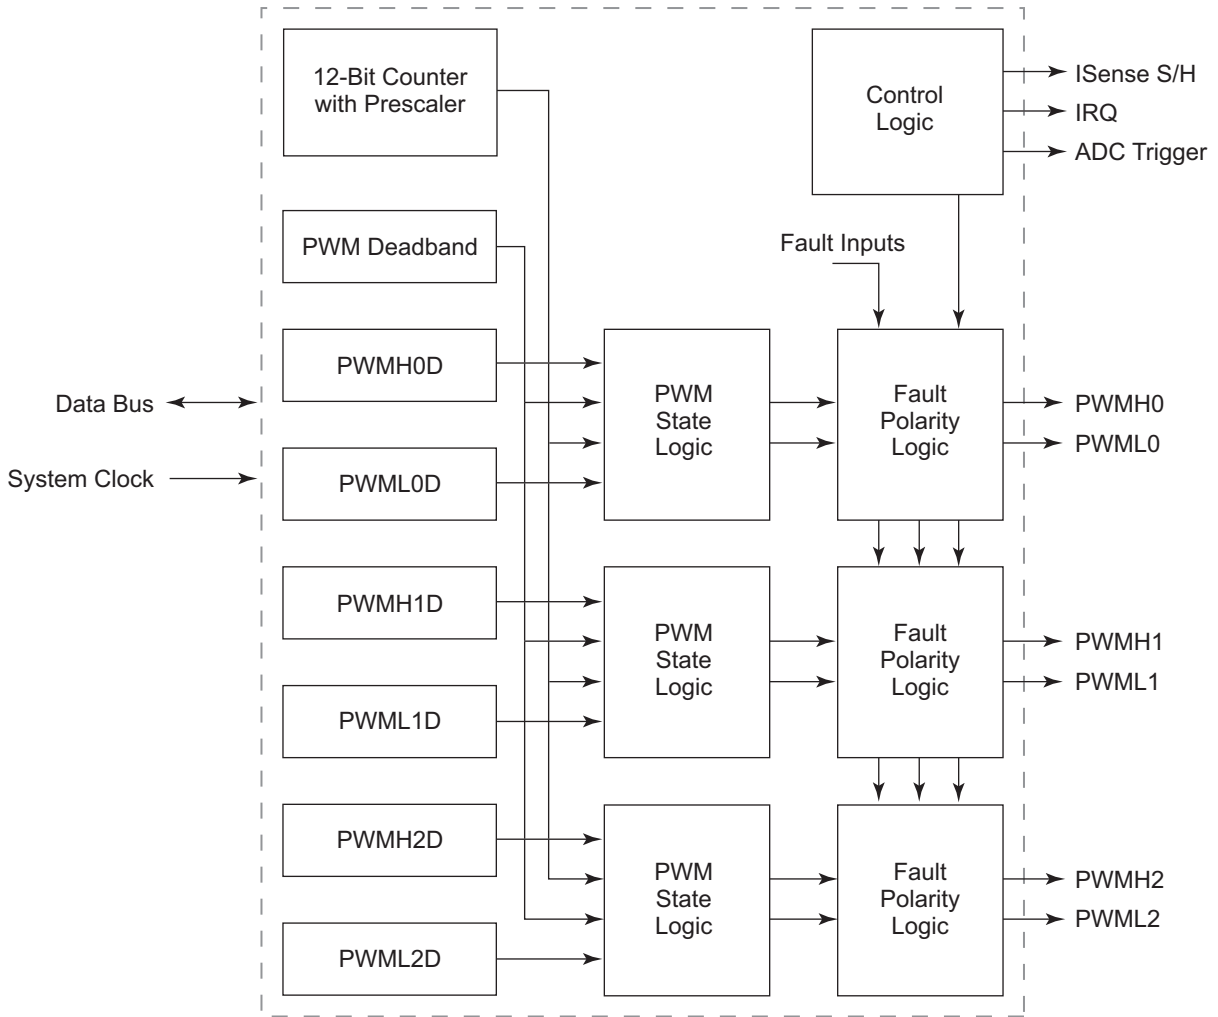 12-Bit Counter
with Prescaler
Control
Logic
ISense S/H
IRQ
ADC Trigger
PWM Deadband
Fault Inputs
PWMH0D
Data Bus
PWM
State
Logic
Fault
Polarity
Logic
PWMH0
PWML0
System Clock
PWML0D
PWMH1D
PWM
State
Logic
Fault
Polarity
Logic
PWMH1
PWML1
PWML1D
PWMH2D
PWM
State
Logic
Fault
Polarity
Logic
PWMH2
PWML2
PWML2D